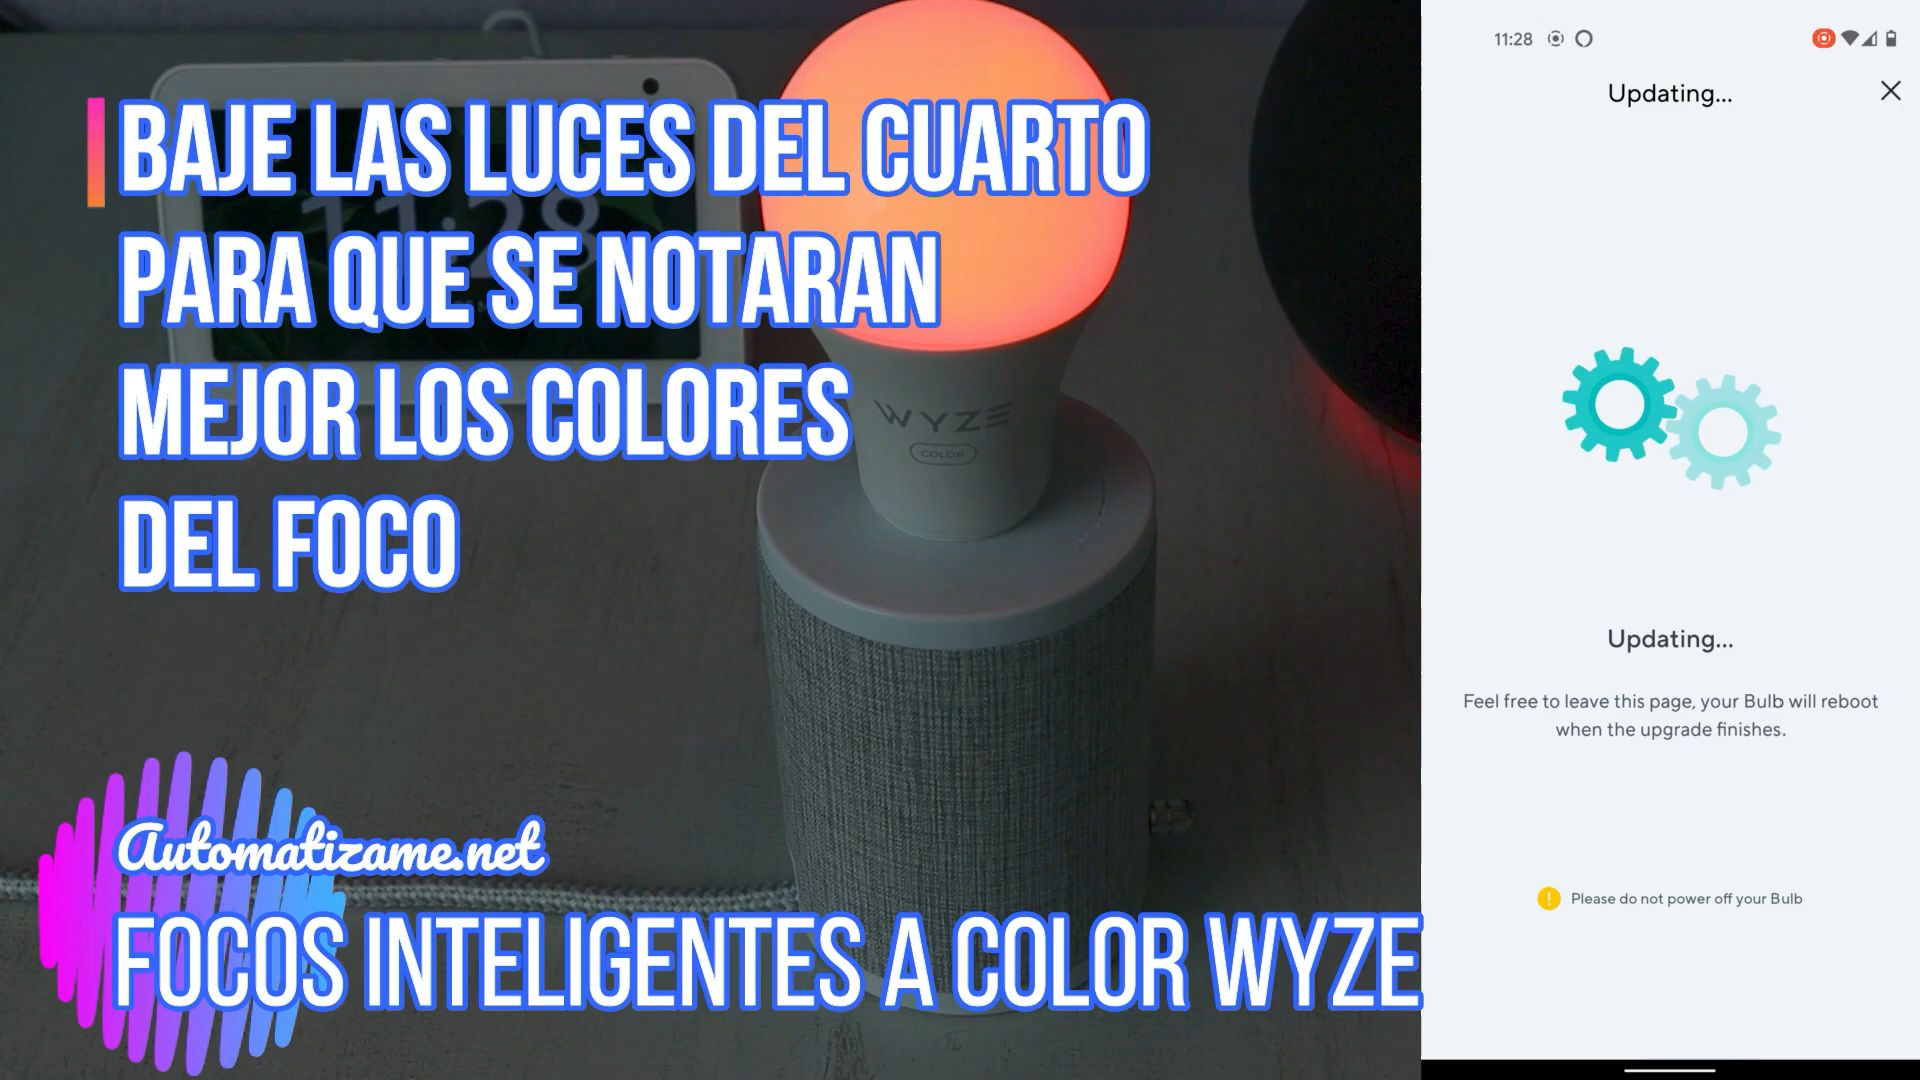 BAJE LAS LUCES DEL CUARTO
PARA QUE SE NOTARAN
MEJOR LOS COLORES
DEL FOCO
11:28
WYZE
COLOR
Automatizame.net
FOCOS INTELIGENTES A COLOR WYZE
11:28
Updating...
Updating...
Feel free to leave this page, your Bulb will reboot
when the upgrade finishes.
Please do not power off your Bulb